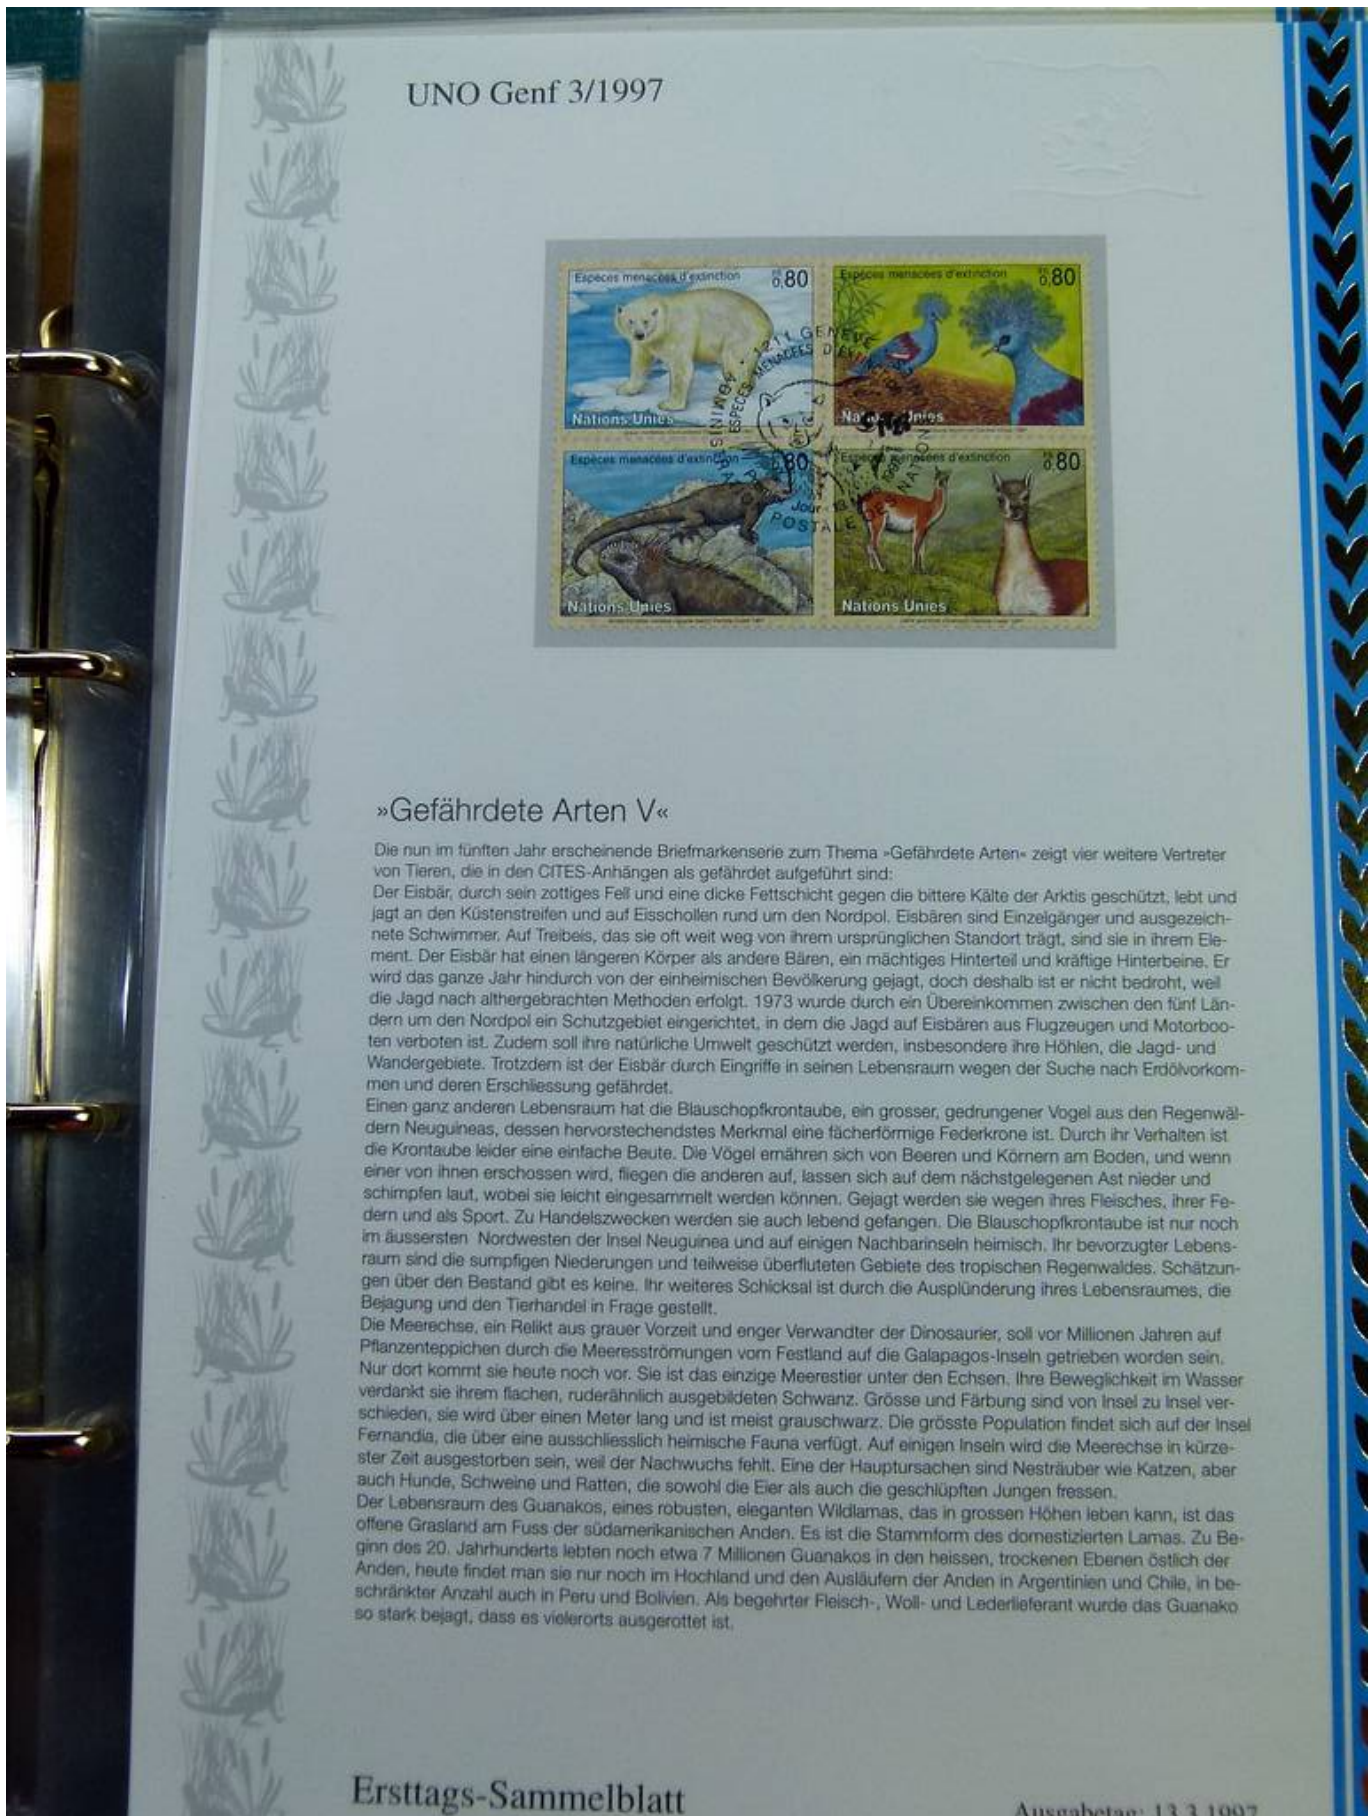 UNO Genf 3/1997
Espèces menacées d'extinction FS 0,80
Nations Unies
Espèces menacées d'extinction FS 0,80
Nations Unies
Espèces menacées d'extinction 0,80
Nations Unies
Espèces menacées d'extinction FS 0,80
Nations Unies
1211 GENÈVE
ESPÈCES MENACÉES
POSTALE DES NATION
»Gefährdete Arten V«
Die nun im fünften Jahr erscheinende Briefmarkenserie zum Thema »Gefährdete Arten« zeigt vier weitere Vertreter
von Tieren, die in den CITES-Anhängen als gefährdet aufgeführt sind:
Der Eisbär, durch sein zottiges Fell und eine dicke Fettschicht gegen die bittere Kälte der Arktis geschützt, lebt und
jagt an den Küstenstreifen und auf Eisschollen rund um den Nordpol. Eisbären sind Einzelgänger und ausgezeich-
nete Schwimmer. Auf Treibeis, das sie oft weit weg von ihrem ursprünglichen Standort trägt, sind sie in ihrem Ele-
ment. Der Eisbär hat einen längeren Körper als andere Bären, ein mächtiges Hinterteil und kräftige Hinterbeine. Er
wird das ganze Jahr hindurch von der einheimischen Bevölkerung gejagt, doch deshalb ist er nicht bedroht, weil
die Jagd nach althergebrachten Methoden erfolgt. 1973 wurde durch ein Übereinkommen zwischen den fünf Län-
dern um den Nordpol ein Schutzgebiet eingerichtet, in dem die Jagd auf Eisbären aus Flugzeugen und Motorboo-
ten verboten ist. Zudem soll ihre natürliche Umwelt geschützt werden, insbesondere ihre Höhlen, die Jagd- und
Wandergebiete. Trotzdem ist der Eisbär durch Eingriffe in seinen Lebensraum wegen der Suche nach Erdölvorkom-
men und deren Erschliessung gefährdet.
Einen ganz anderen Lebensraum hat die Blauschopfkrontaube, ein grosser, gedrungener Vogel aus den Regenwäl-
dern Neuguineas, dessen hervorstechendstes Merkmal eine fächerförmige Federkrone ist. Durch ihr Verhalten ist
die Krontaube leider eine einfache Beute. Die Vögel ernähren sich von Beeren und Körnern am Boden, und wenn
einer von ihnen erschossen wird, fliegen die anderen auf, lassen sich auf dem nächstgelegenen Ast nieder und
schimpfen laut, wobei sie leicht eingesammelt werden können. Gejagt werden sie wegen ihres Fleisches, ihrer Fe-
dern und als Sport. Zu Handelszwecken werden sie auch lebend gefangen. Die Blauschopfkrontaube ist nur noch
im äussersten Nordwesten der Insel Neuguinea und auf einigen Nachbarinseln heimisch. Ihr bevorzugter Lebens-
raum sind die sumpfigen Niederungen und teilweise überfluteten Gebiete des tropischen Regenwaldes. Schätzun-
gen über den Bestand gibt es keine. Ihr weiteres Schicksal ist durch die Ausplünderung ihres Lebensraumes, die
Bejagung und den Tierhandel in Frage gestellt.
Die Meerechse, ein Relikt aus grauer Vorzeit und enger Verwandter der Dinosaurier, soll vor Millionen Jahren auf
Pflanzenteppichen durch die Meeresströmungen vom Festland auf die Galapagos-Inseln getrieben worden sein.
Nur dort kommt sie heute noch vor. Sie ist das einzige Meerestier unter den Echsen. Ihre Beweglichkeit im Wasser
verdankt sie ihrem flachen, ruderähnlich ausgebildeten Schwanz. Grösse und Färbung sind von Insel zu Insel ver-
schieden, sie wird über einen Meter lang und ist meist grauschwarz. Die grösste Population findet sich auf der Insel
Fernandia, die über eine ausschliesslich heimische Fauna verfügt. Auf einigen Inseln wird die Meerechse in kürze-
ster Zeit ausgestorben sein, weil der Nachwuchs fehlt. Eine der Hauptursachen sind Nesträuber wie Katzen, aber
auch Hunde, Schweine und Ratten, die sowohl die Eier als auch die geschlüpften Jungen fressen.
Der Lebensraum des Guanakos, eines robusten, eleganten Wildlamas, das in grossen Höhen leben kann, ist das
offene Grasland am Fuss der südamerikanischen Anden. Es ist die Stammform des domestizierten Lamas. Zu Be-
ginn des 20. Jahrhunderts lebten noch etwa 7 Millionen Guanakos in den heissen, trockenen Ebenen östlich der
Anden, heute findet man sie nur noch im Hochland und den Ausläufern der Anden in Argentinien und Chile, in be-
schränkter Anzahl auch in Peru und Bolivien. Als begehrter Fleisch-, Woll- und Lederlieferant wurde das Guanako
so stark bejagt, dass es vielerorts ausgerottet ist.
Ersttags-Sammelblatt
Ausgabetag: 13.3.1997